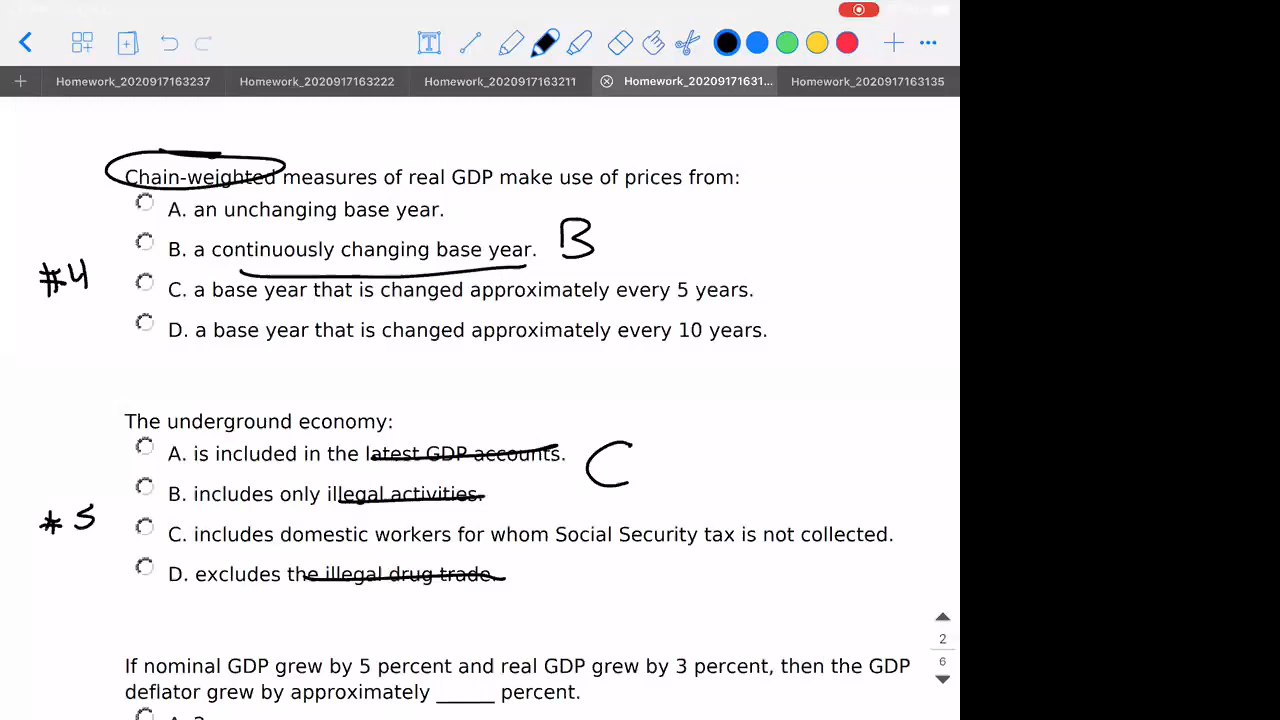 Homework_2020917163237 Homework_2020917163222 Homework_2020917163211 Homework_20209171631... Homework_2020917163135
Chain-weighted measures of real GDP make use of prices from:
A. an unchanging base year.
B. a continuously changing base year. B
#4
C. a base year that is changed approximately every 5 years.
D. a base year that is changed approximately every 10 years.
The underground economy:
A. is included in the latest GDP accounts. C
B. includes only illegal activities.
* 5
C. includes domestic workers for whom Social Security tax is not collected.
D. excludes the illegal drug trade.
2
6
If nominal GDP grew by 5 percent and real GDP grew by 3 percent, then the GDP
deflator grew by approximately ______ percent.